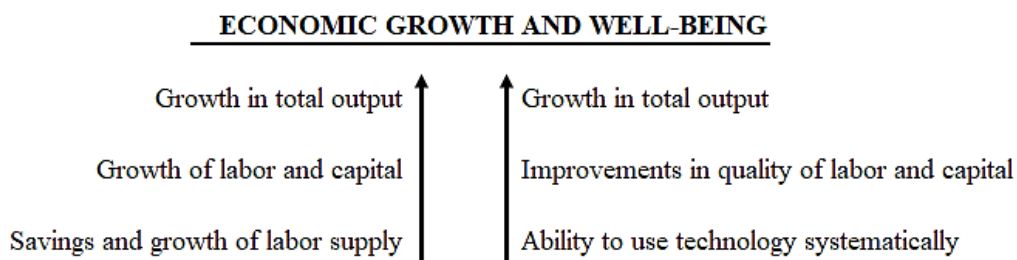 ECONOMIC GROWTH AND WELL-BEING
Growth in total output
Growth in total output
Growth of labor and capital
Improvements in quality of labor and capital
Savings and growth of labor supply
Ability to use technology systematically